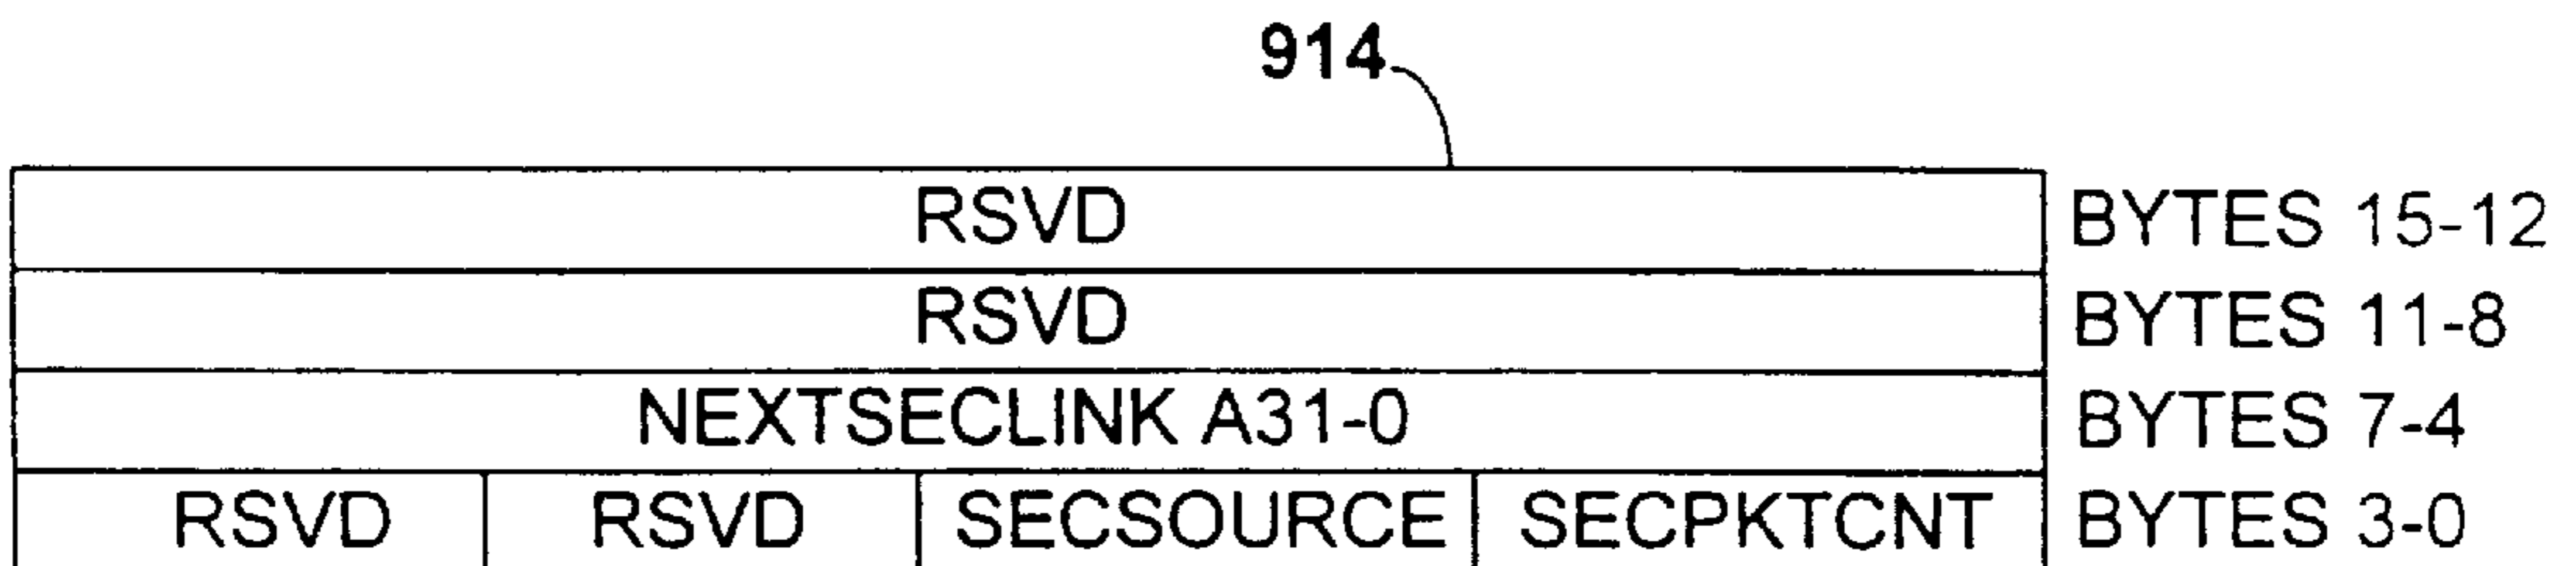 914
RSVD BYTES 15-12
RSVD BYTES 11-8
NEXTSECLINK A31-0 BYTES 7-4
RSVD RSVD SECSOURCE SECPKTCNT BYTES 3-0